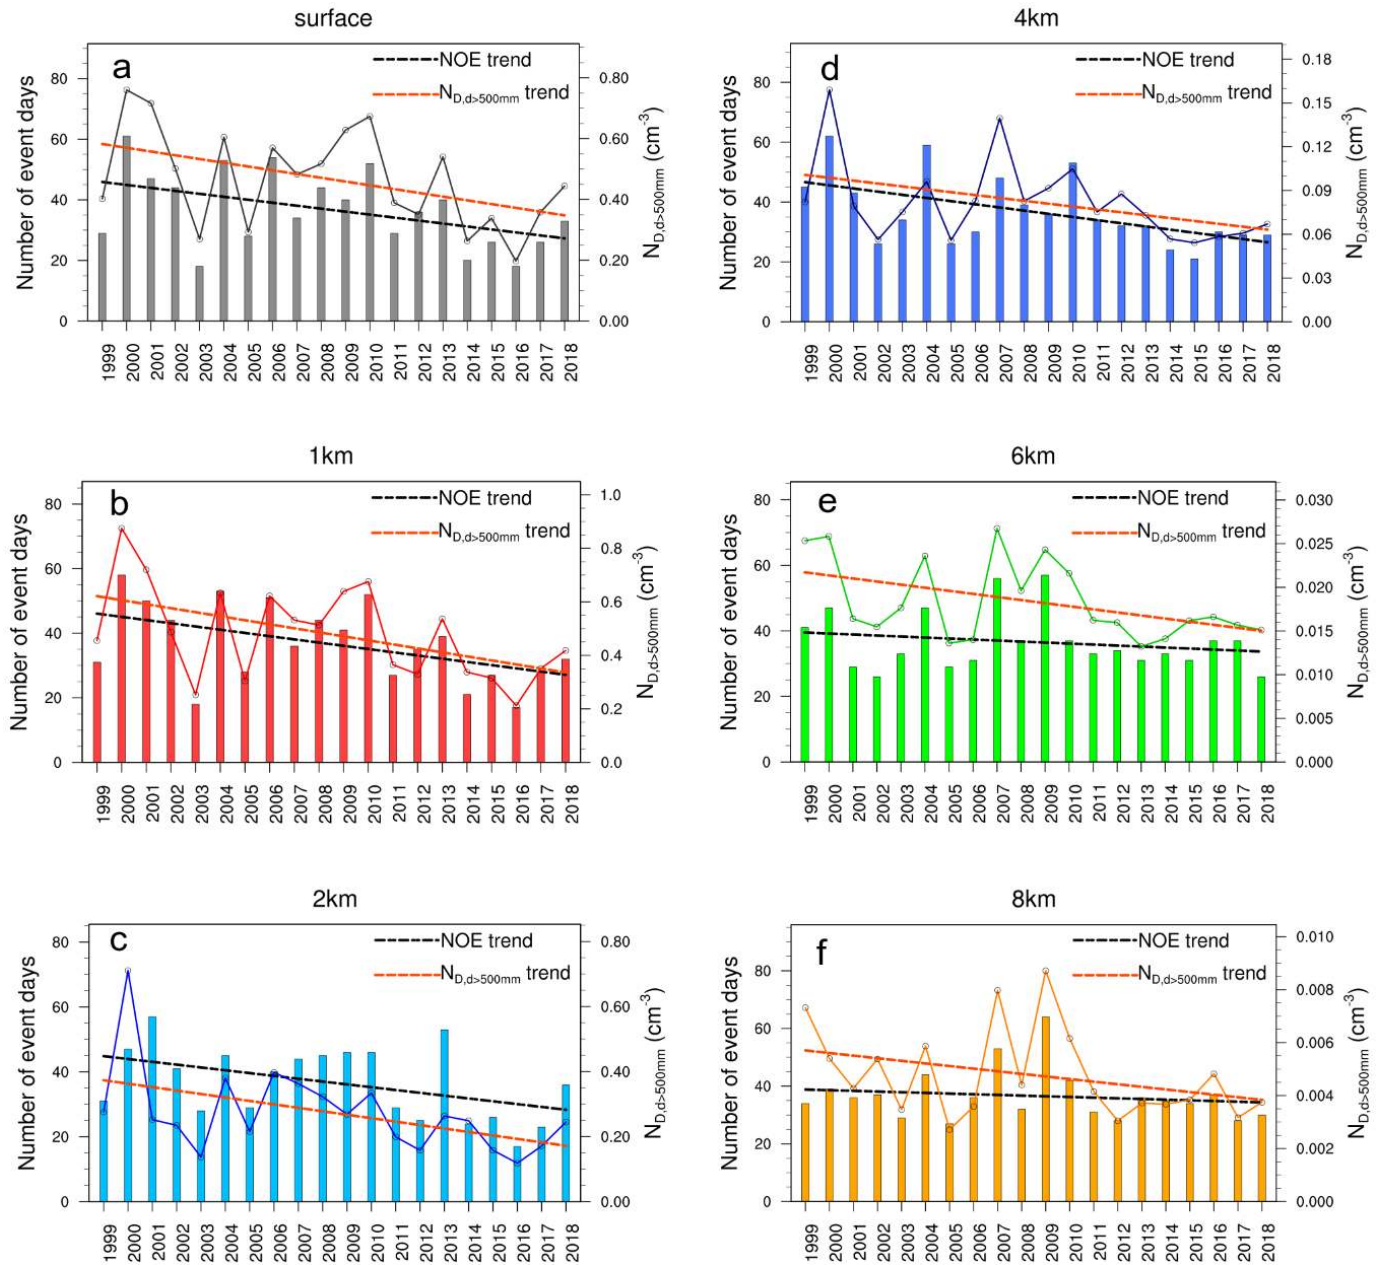 surface
a
NOE trend
N_D,d>500mm trend
Number of event days
80
60
40
20
0
0.80
0.60
0.40
0.20
0.00
N_D,d>500mm (cm^-3)
1999 2000 2001 2002 2003 2004 2005 2006 2007 2008 2009 2010 2011 2012 2013 2014 2015 2016 2017 2018
4km
d
NOE trend
N_D,d>500mm trend
Number of event days
80
60
40
20
0
0.18
0.15
0.12
0.09
0.06
0.03
0.00
N_D,d>500mm (cm^-3)
1999 2000 2001 2002 2003 2004 2005 2006 2007 2008 2009 2010 2011 2012 2013 2014 2015 2016 2017 2018
1km
b
NOE trend
N_D,d>500mm trend
Number of event days
80
60
40
20
0
1.0
0.8
0.6
0.4
0.2
0.0
N_D,d>500mm (cm^-3)
1999 2000 2001 2002 2003 2004 2005 2006 2007 2008 2009 2010 2011 2012 2013 2014 2015 2016 2017 2018
6km
e
NOE trend
N_D,d>500mm trend
Number of event days
80
60
40
20
0
0.030
0.025
0.020
0.015
0.010
0.005
0.000
N_D,d>500mm (cm^-3)
1999 2000 2001 2002 2003 2004 2005 2006 2007 2008 2009 2010 2011 2012 2013 2014 2015 2016 2017 2018
2km
c
NOE trend
N_D,d>500mm trend
Number of event days
80
60
40
20
0
0.80
0.60
0.40
0.20
0.00
N_D,d>500mm (cm^-3)
1999 2000 2001 2002 2003 2004 2005 2006 2007 2008 2009 2010 2011 2012 2013 2014 2015 2016 2017 2018
8km
f
NOE trend
N_D,d>500mm trend
Number of event days
80
60
40
20
0
0.010
0.008
0.006
0.004
0.002
0.000
N_D,d>500mm (cm^-3)
1999 2000 2001 2002 2003 2004 2005 2006 2007 2008 2009 2010 2011 2012 2013 2014 2015 2016 2017 2018